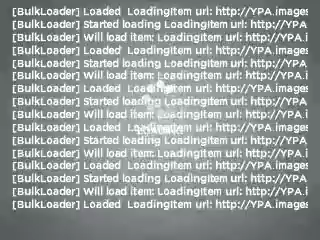 [BulkLoader] Loaded  LoadingItem url: http://YPA.images
[BulkLoader] Started loading LoadingItem url: http://YPA
[BulkLoader] Will load item: LoadingItem url: http://YPA.i
[BulkLoader] Loaded  LoadingItem url: http://YPA.images
[BulkLoader] Started loading LoadingItem url: http://YPA
[BulkLoader] Will load item: LoadingItem url: http://YPA.i
[BulkLoader] Loaded  LoadingItem url: http://YPA.images
[BulkLoader] Started loading LoadingItem url: http://YPA
[BulkLoader] Will load item: LoadingItem url: http://YPA.i
[BulkLoader] Loaded  LoadingItem url: http://YPA.images
[BulkLoader] Started loading LoadingItem url: http://YPA
[BulkLoader] Will load item: LoadingItem url: http://YPA.i
[BulkLoader] Loaded  LoadingItem url: http://YPA.images
[BulkLoader] Started loading LoadingItem url: http://YPA
[BulkLoader] Will load item: LoadingItem url: http://YPA.i
[BulkLoader] Loaded  LoadingItem url: http://YPA.images